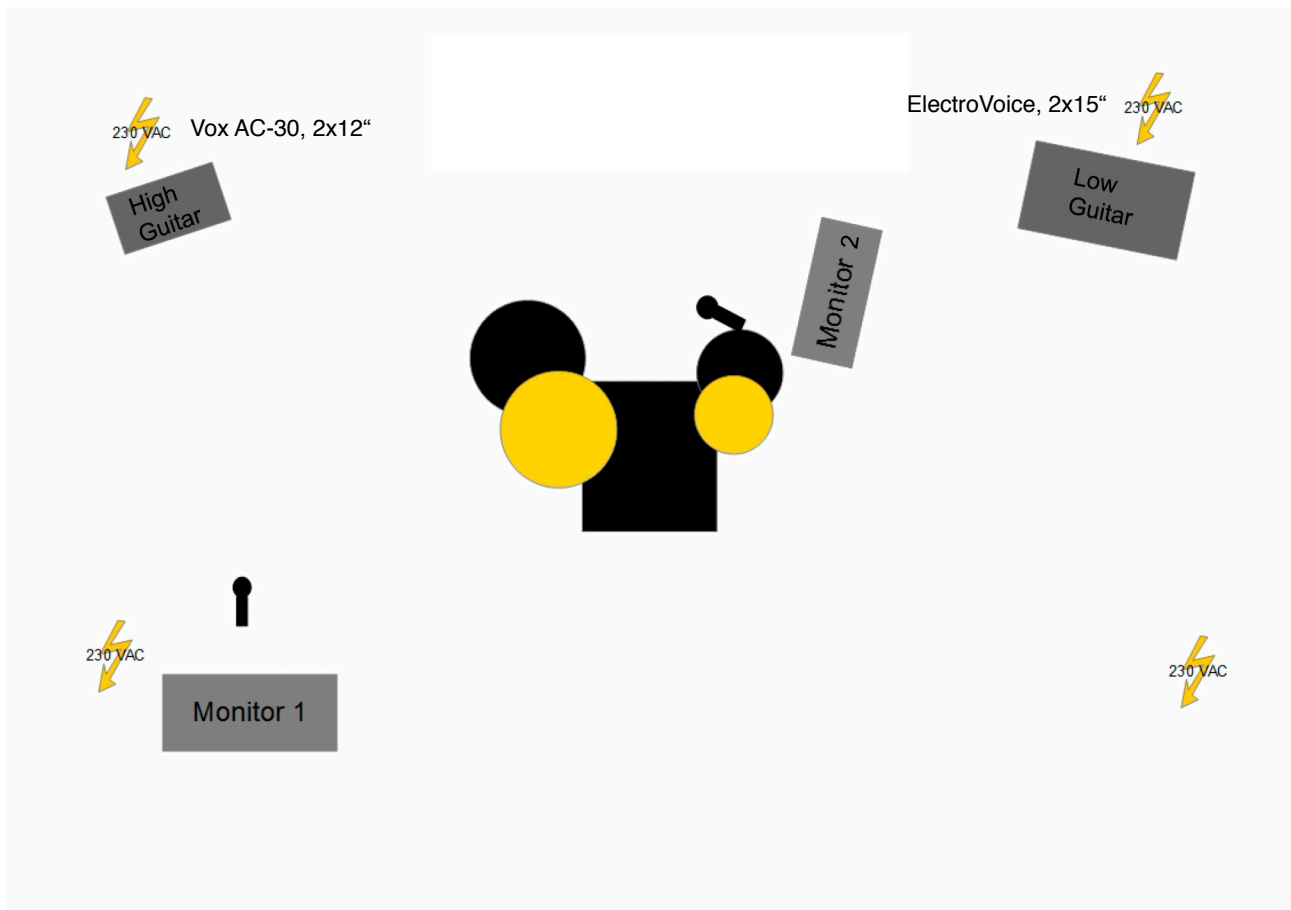 230 VAC
Vox AC-30, 2x12“
ElectroVoice, 2x15“
230 VAC
High
Guitar
Low
Guitar
Monitor 2
230 VAC
Monitor 1
230 VAC